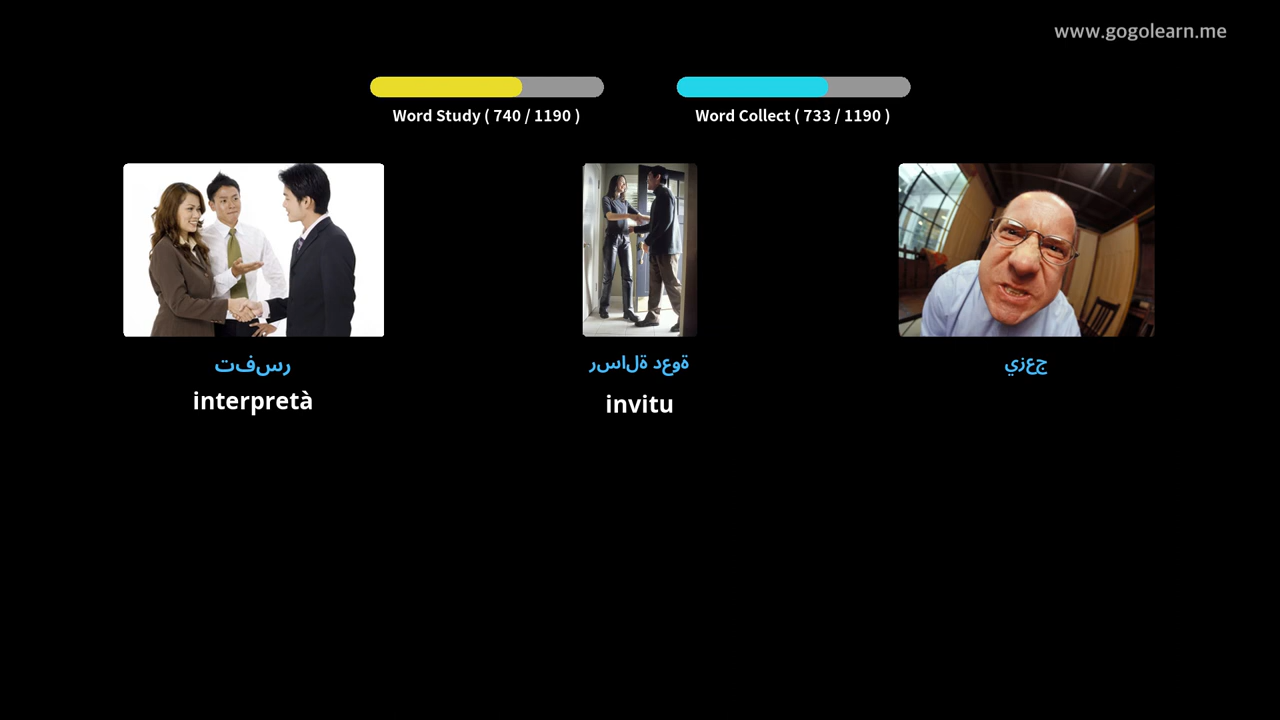 www.gogolearn.me
Word Study ( 740 / 1190 )
Word Collect ( 733 / 1190 )
رسفت
ةوعد ةلاسر
جعزي
interpretà
invitu